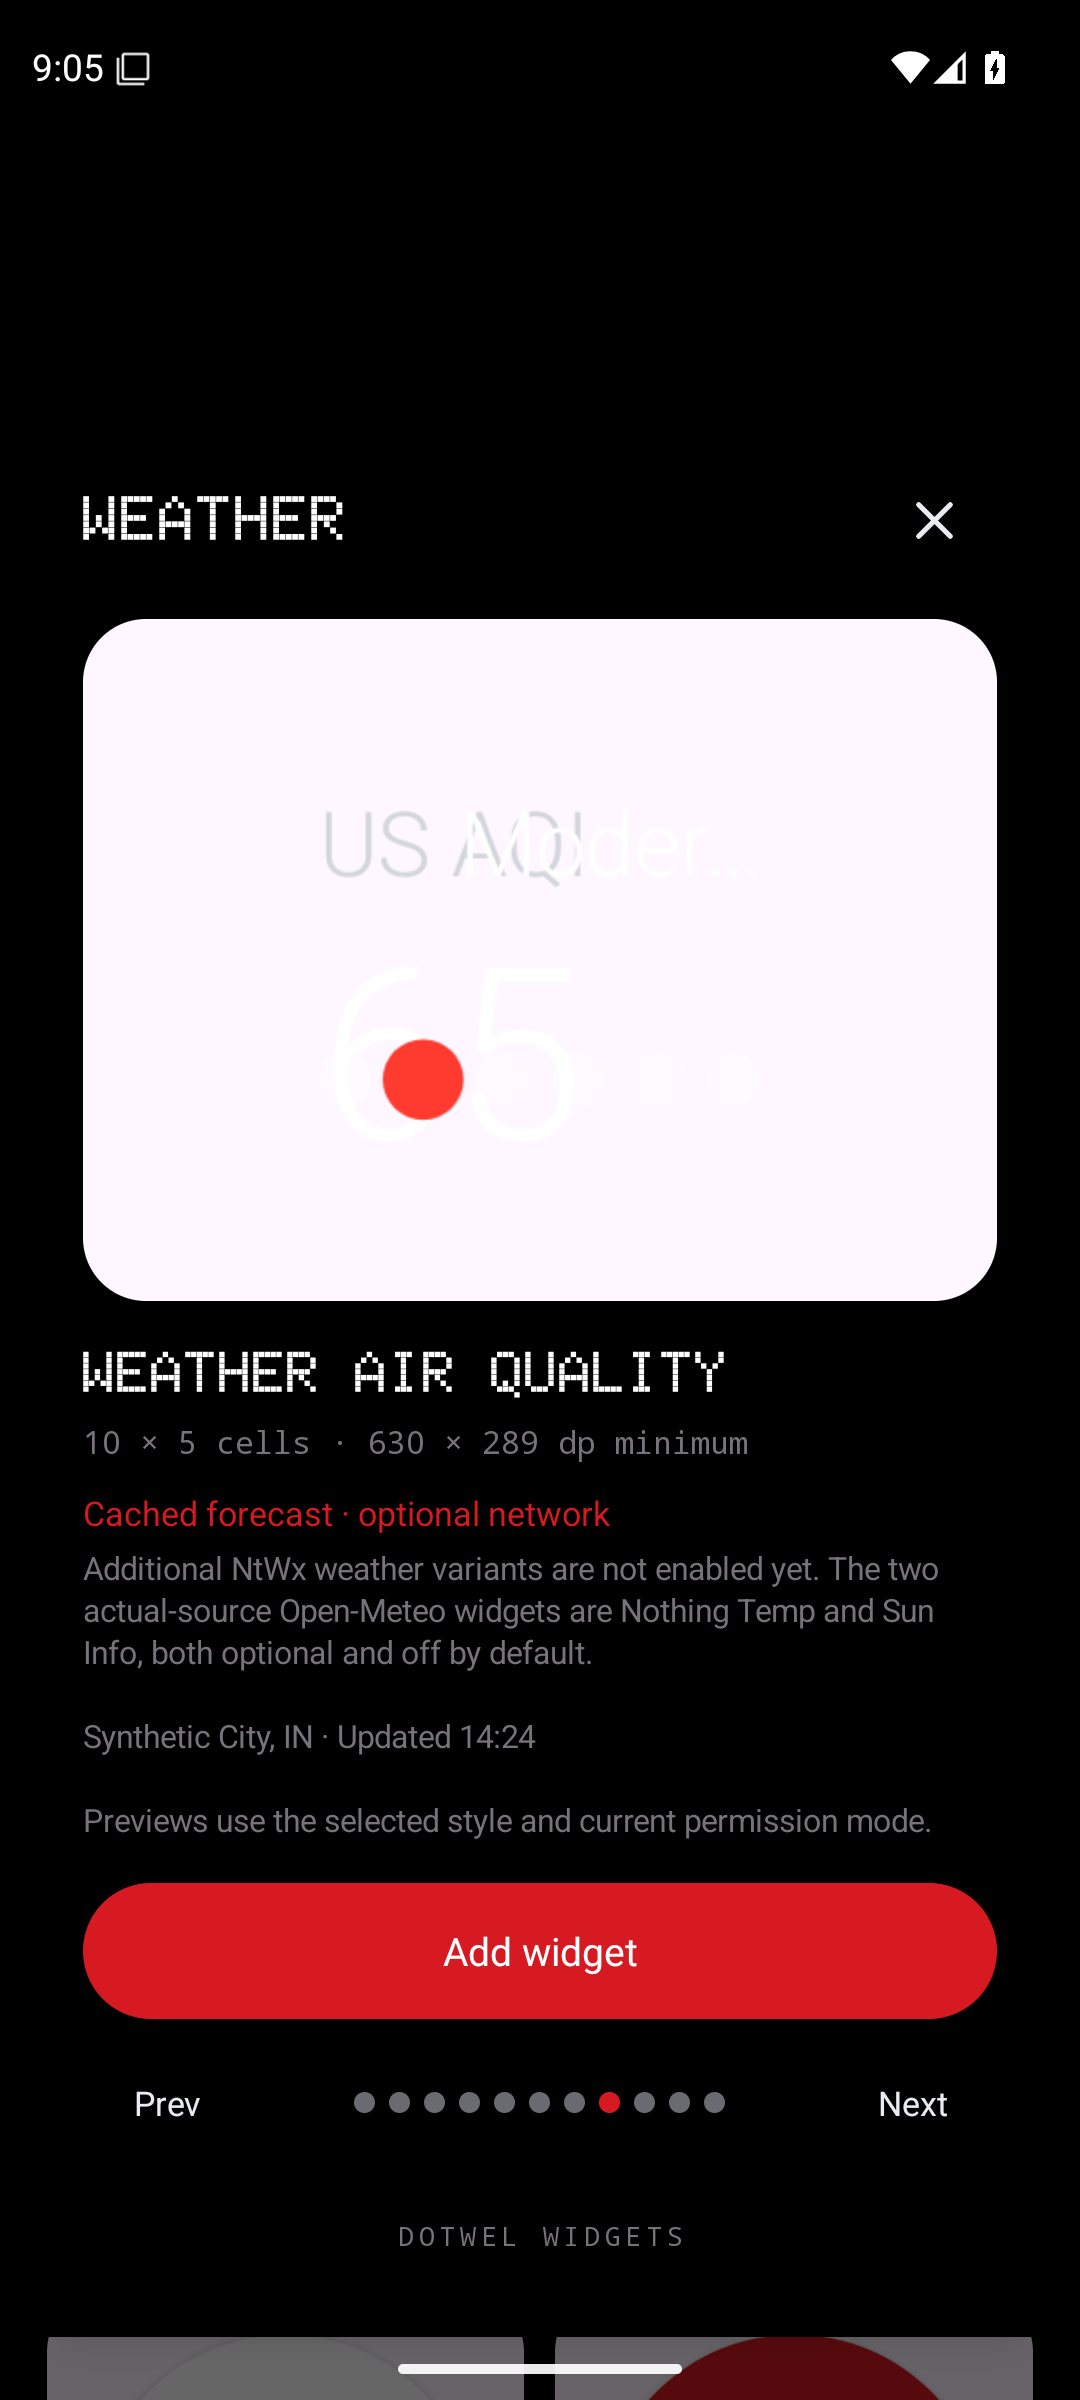 9:05
WEATHER
US AQI Moder...
65
WEATHER AIR QUALITY
10 × 5 cells · 630 × 289 dp minimum
Cached forecast · optional network
Additional NtWx weather variants are not enabled yet. The two
actual-source Open-Meteo widgets are Nothing Temp and Sun
Info, both optional and off by default.
Synthetic City, IN · Updated 14:24
Previews use the selected style and current permission mode.
Add widget
Prev
Next
DOTWEL WIDGETS